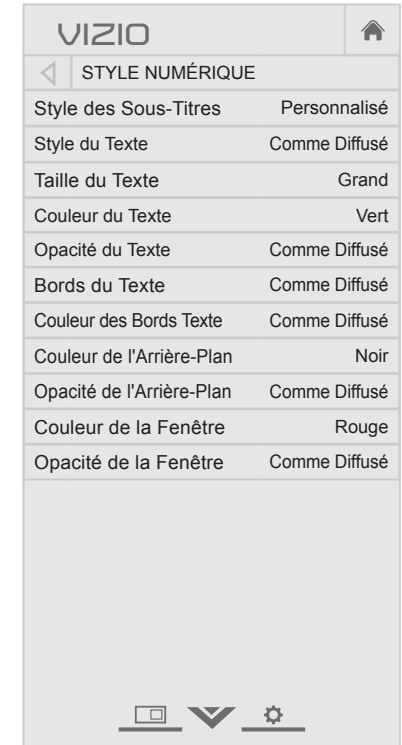 VIZIO
STYLE NUMÉRIQUE
Style des Sous-Titres Personnalisé
Style du Texte Comme Diffusé
Taille du Texte Grand
Couleur du Texte Vert
Opacité du Texte Comme Diffusé
Bords du Texte Comme Diffusé
Couleur des Bords Texte Comme Diffusé
Couleur de l'Arrière-Plan Noir
Opacité de l'Arrière-Plan Comme Diffusé
Couleur de la Fenêtre Rouge
Opacité de la Fenêtre Comme Diffusé